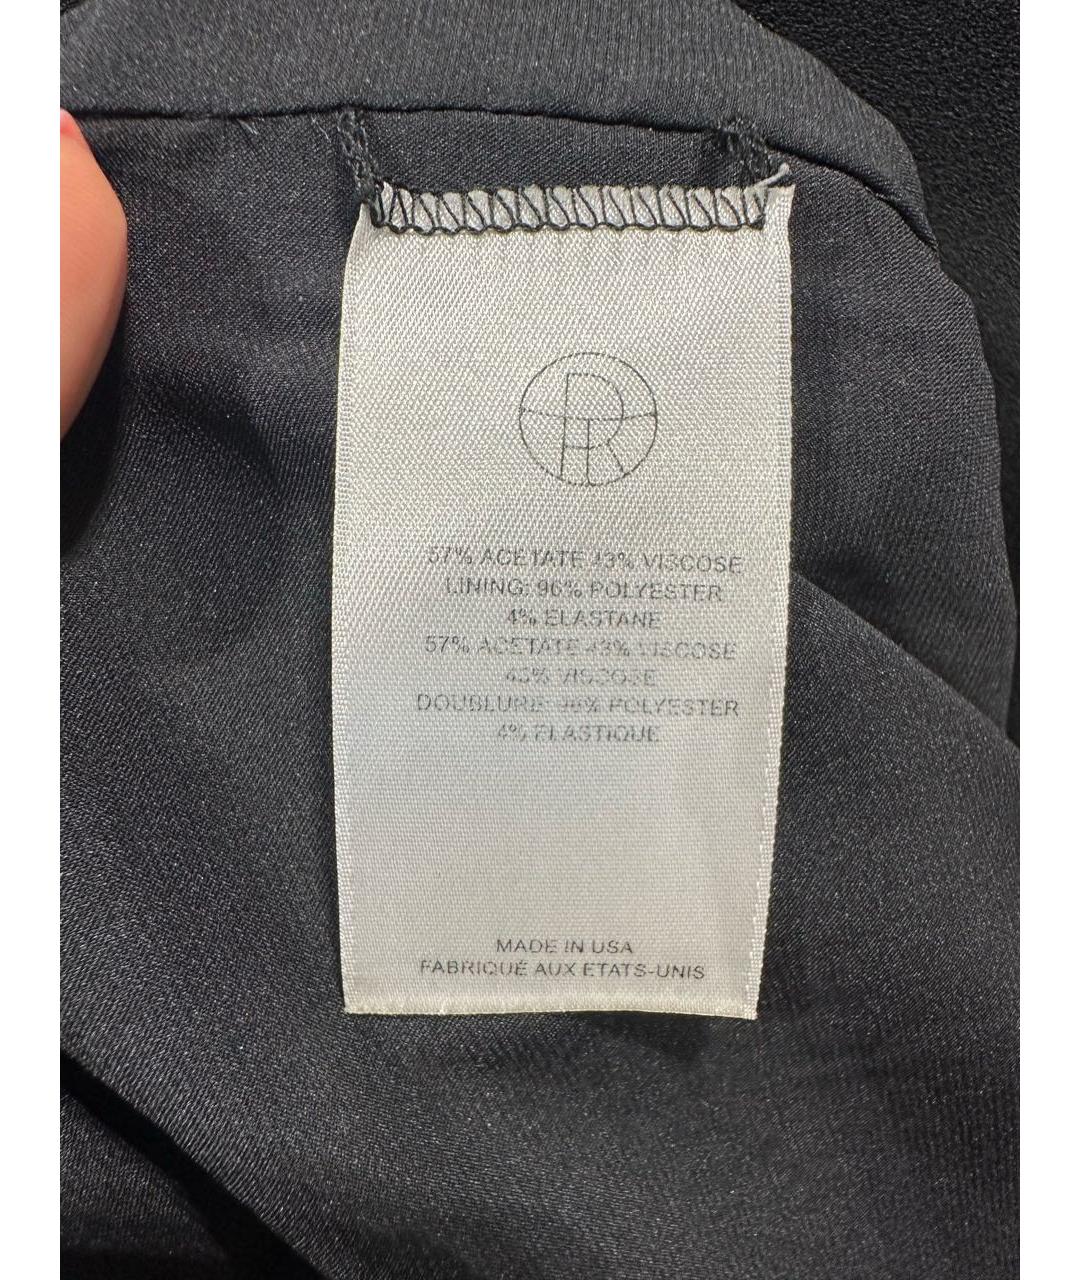 57% ACETATE 43% VISCOSE
LINING: 96% POLYESTER
4% ELASTANE
57% ACETATE 43% VISCOSE
43% VISCOSE
DOUBLURE: 96% POLYESTER
4% ELASTIQUE
MADE IN USA
FABRIQUÉ AUX ETATS-UNIS